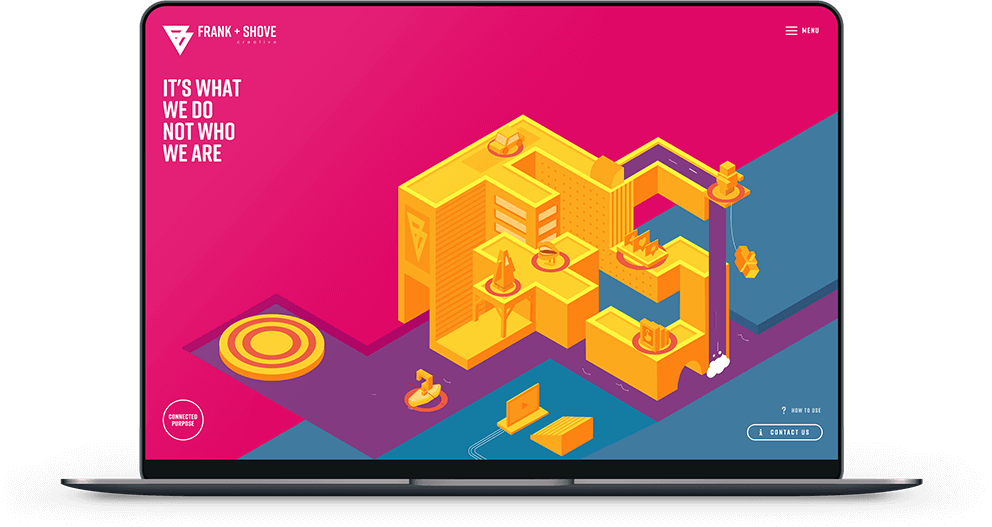 FRANK + SHOVE
creative
MENU
IT'S WHAT
WE DO
NOT WHO
WE ARE
CONNECTED
PURPOSE
? HOW TO USE
i CONTACT US